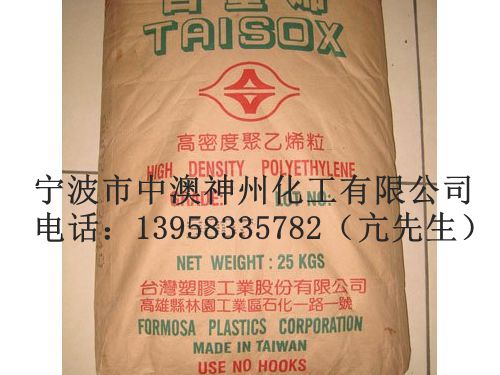 TAISOX
高密度聚乙烯粒
HIGH DENSITY POLYETHYLENE
宁波市中澳神州化工有限公司
GRADE: LOT NO:
电话：13958335782（亢先生）
NET WEIGHT : 25 KGS
台灣塑膠工業股份有限公司
高雄縣林園工業區石化一路一號
FORMOSA PLASTICS CORPORATION
MADE IN TAIWAN
USE NO HOOKS